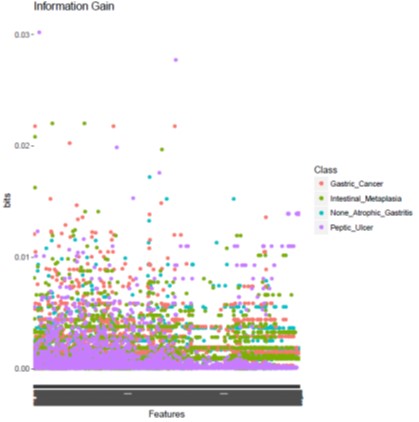 Information Gain
0.03
0.02
0.01
0.00
bits
Features
Class
Gastric_Cancer
Intestinal_Metaplasia
None_Atrophic_Gastritis
Peptic_Ulcer